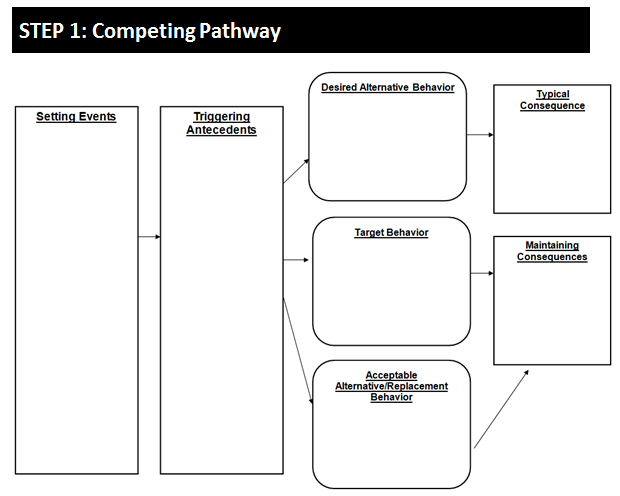 STEP 1: Competing Pathway
Setting Events
Triggering
Antecedents
Desired Alternative Behavior
Typical
Consequence
Target Behavior
Maintaining
Consequences
Acceptable
Alternative/Replacement
Behavior